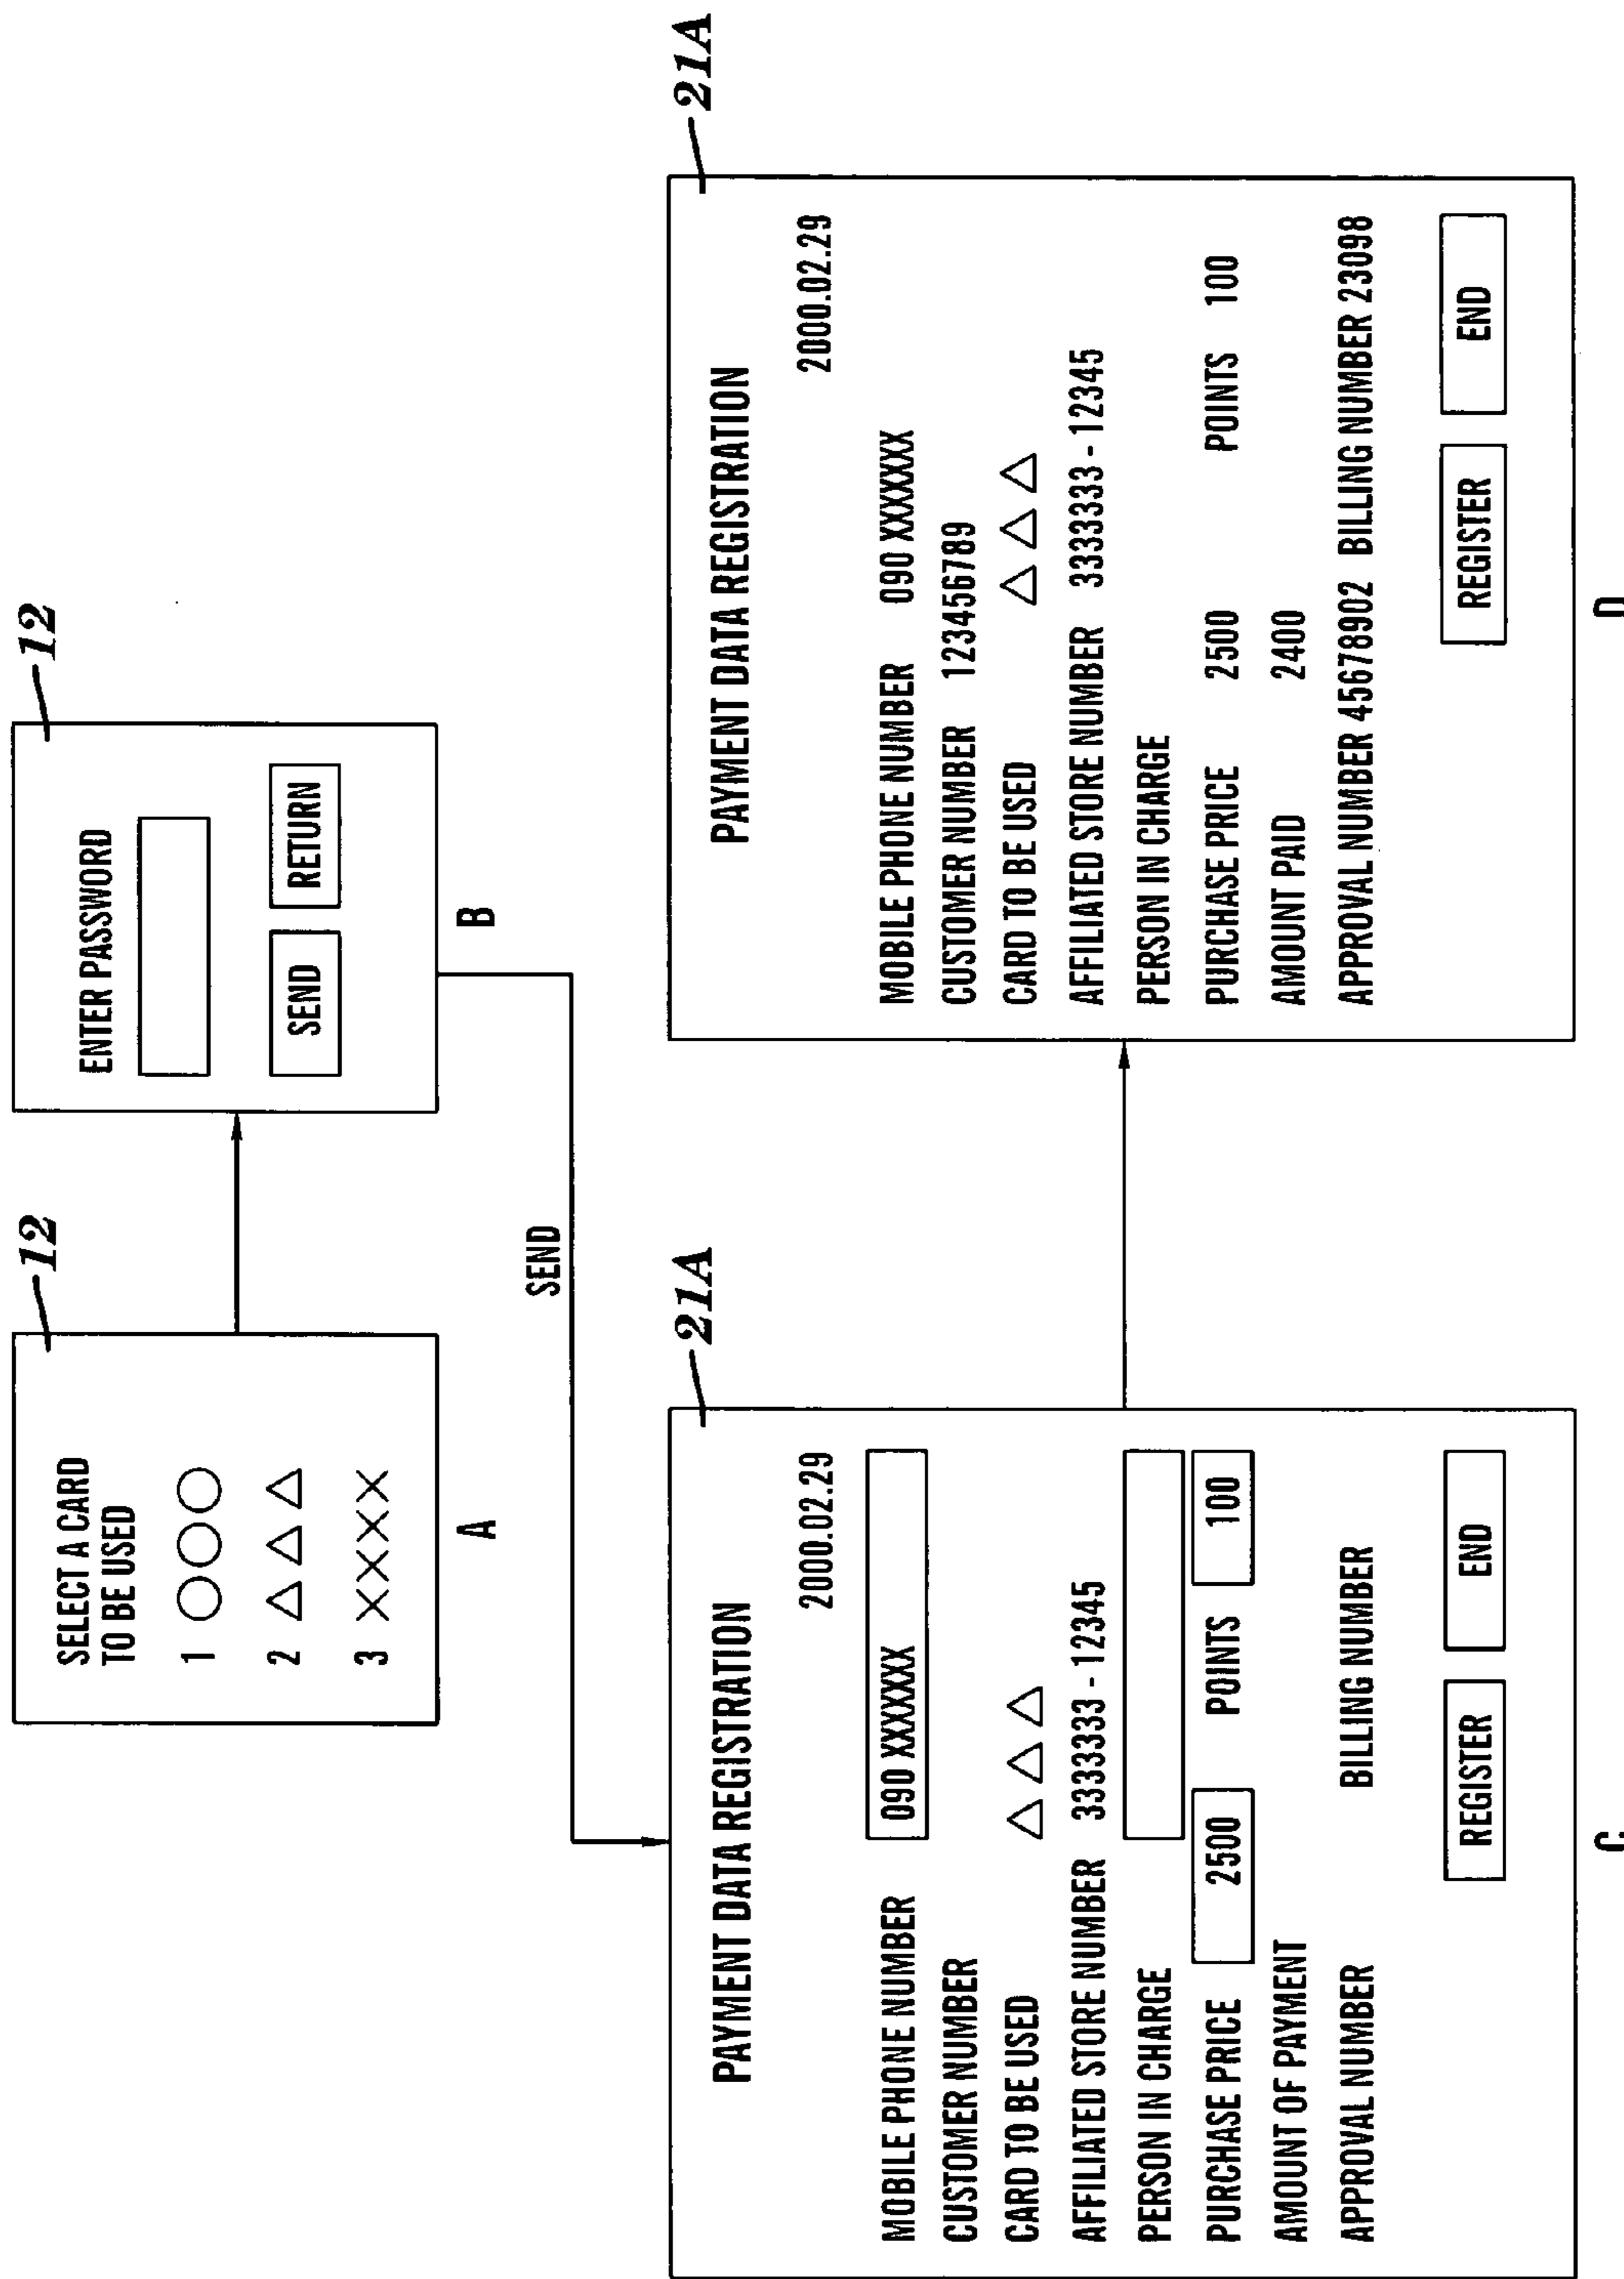 12
SELECT A CARD
TO BE USED
1 ○○○
2 △△△
3 XXXX
A
12
ENTER PASSWORD
SEND RETURN
B
SEND
21A
PAYMENT DATA REGISTRATION
2000.02.29
MOBILE PHONE NUMBER 090 XXXXXX
CUSTOMER NUMBER
CARD TO BE USED △△△
AFFILIATED STORE NUMBER 3333333 - 12345
PERSON IN CHARGE
PURCHASE PRICE 2500 POINTS 100
AMOUNT OF PAYMENT
APPROVAL NUMBER BILLING NUMBER
REGISTER END
C
21A
PAYMENT DATA REGISTRATION
2000.02.29
MOBILE PHONE NUMBER 090 XXXXXX
CUSTOMER NUMBER 123456789
CARD TO BE USED △△△
AFFILIATED STORE NUMBER 3333333 - 12345
PERSON IN CHARGE
PURCHASE PRICE 2500 POINTS 100
AMOUNT PAID 2400
APPROVAL NUMBER 45678902 BILLING NUMBER 23098
REGISTER END
D